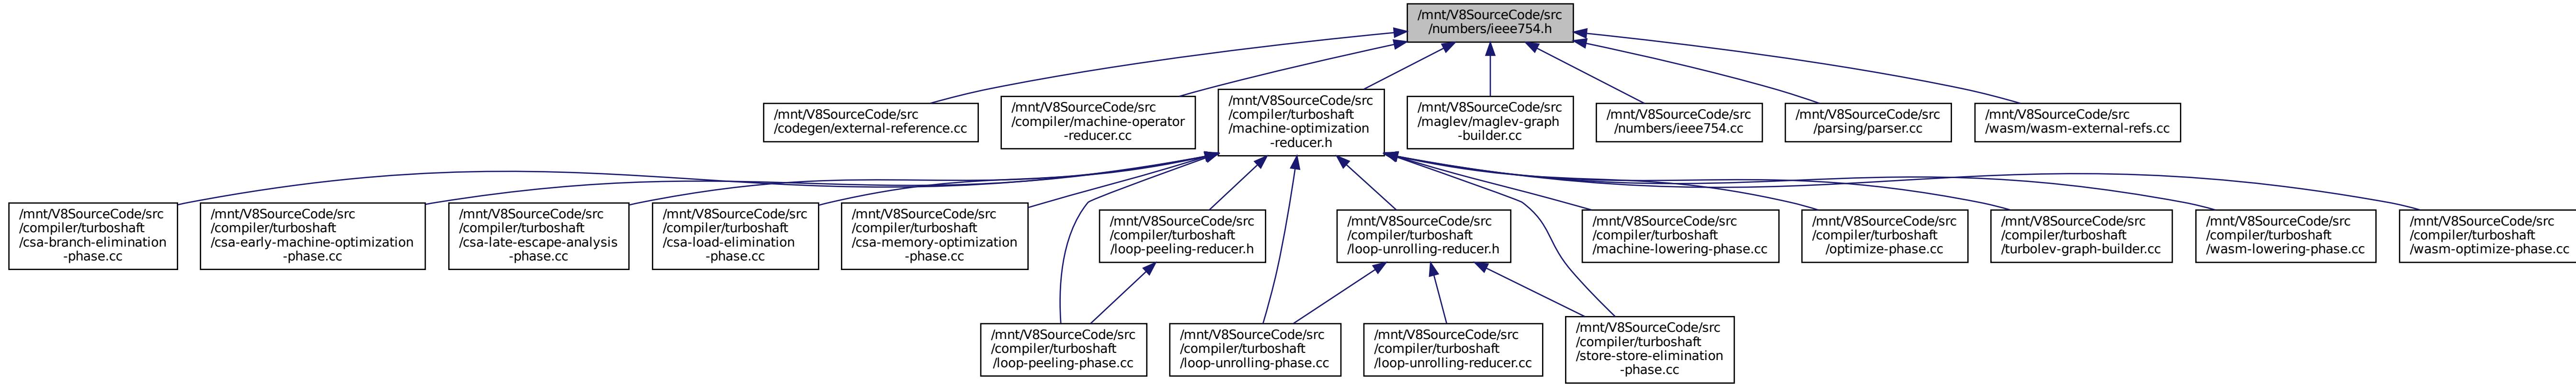 /mnt/V8SourceCode/src
/numbers/ieee754.h
/mnt/V8SourceCode/src
/codegen/external-reference.cc
/mnt/V8SourceCode/src
/compiler/machine-operator
-reducer.cc
/mnt/V8SourceCode/src
/compiler/turboshaft
/machine-optimization
-reducer.h
/mnt/V8SourceCode/src
/maglev/maglev-graph
-builder.cc
/mnt/V8SourceCode/src
/numbers/ieee754.cc
/mnt/V8SourceCode/src
/parsing/parser.cc
/mnt/V8SourceCode/src
/wasm/wasm-external-refs.cc
/mnt/V8SourceCode/src
/compiler/turboshaft
/csa-branch-elimination
-phase.cc
/mnt/V8SourceCode/src
/compiler/turboshaft
/csa-early-machine-optimization
-phase.cc
/mnt/V8SourceCode/src
/compiler/turboshaft
/csa-late-escape-analysis
-phase.cc
/mnt/V8SourceCode/src
/compiler/turboshaft
/csa-load-elimination
-phase.cc
/mnt/V8SourceCode/src
/compiler/turboshaft
/csa-memory-optimization
-phase.cc
/mnt/V8SourceCode/src
/compiler/turboshaft
/loop-peeling-reducer.h
/mnt/V8SourceCode/src
/compiler/turboshaft
/loop-unrolling-reducer.h
/mnt/V8SourceCode/src
/compiler/turboshaft
/machine-lowering-phase.cc
/mnt/V8SourceCode/src
/compiler/turboshaft
/optimize-phase.cc
/mnt/V8SourceCode/src
/compiler/turboshaft
/turbolev-graph-builder.cc
/mnt/V8SourceCode/src
/compiler/turboshaft
/wasm-lowering-phase.cc
/mnt/V8SourceCode/src
/compiler/turboshaft
/wasm-optimize-phase.cc
/mnt/V8SourceCode/src
/compiler/turboshaft
/loop-peeling-phase.cc
/mnt/V8SourceCode/src
/compiler/turboshaft
/loop-unrolling-phase.cc
/mnt/V8SourceCode/src
/compiler/turboshaft
/loop-unrolling-reducer.cc
/mnt/V8SourceCode/src
/compiler/turboshaft
/store-store-elimination
-phase.cc